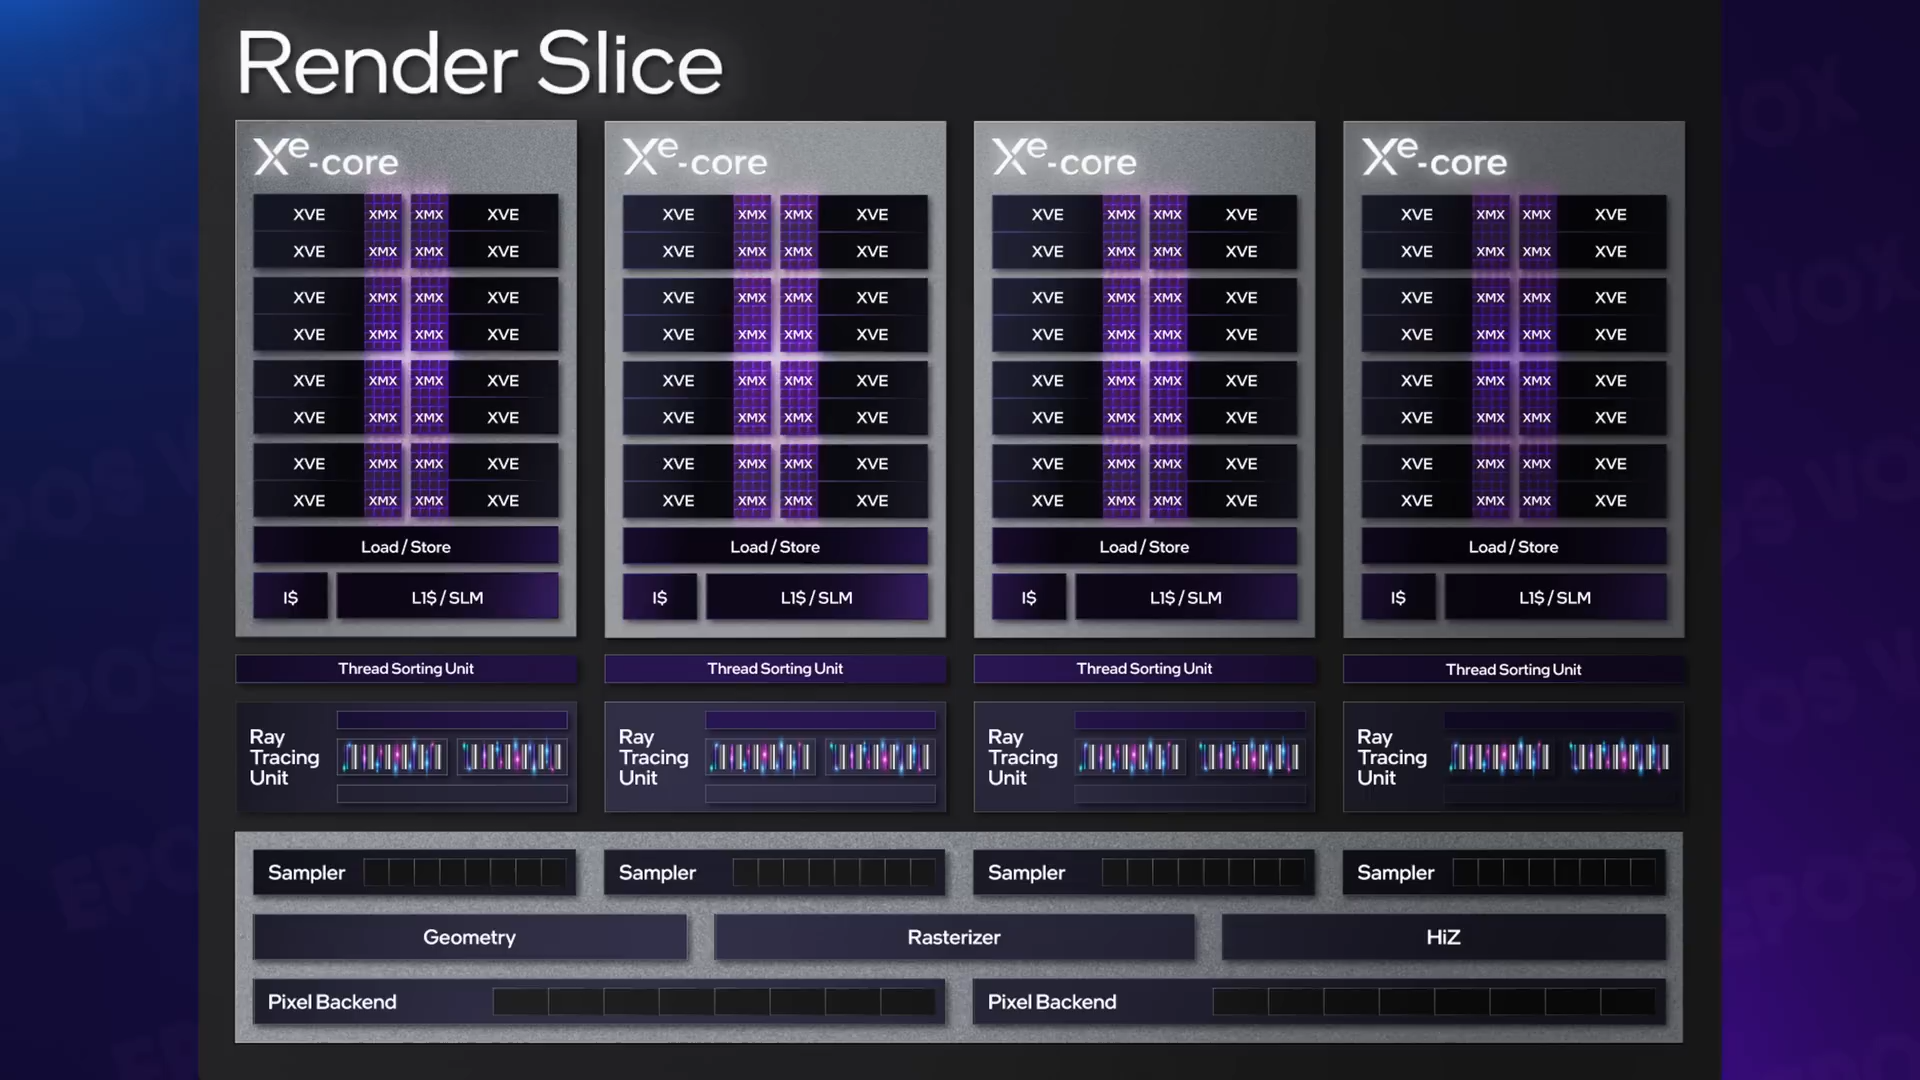 Render Slice
Xe-core Xe-core Xe-core Xe-core
XVE XMX XMX XVE XVE XMX XMX XVE XVE XMX XMX XVE XVE XMX XMX XVE
XVE XMX XMX XVE XVE XMX XMX XVE XVE XMX XMX XVE XVE XMX XMX XVE
XVE XMX XMX XVE XVE XMX XMX XVE XVE XMX XMX XVE XVE XMX XMX XVE
XVE XMX XMX XVE XVE XMX XMX XVE XVE XMX XMX XVE XVE XMX XMX XVE
XVE XMX XMX XVE XVE XMX XMX XVE XVE XMX XMX XVE XVE XMX XMX XVE
XVE XMX XMX XVE XVE XMX XMX XVE XVE XMX XMX XVE XVE XMX XMX XVE
XVE XMX XMX XVE XVE XMX XMX XVE XVE XMX XMX XVE XVE XMX XMX XVE
XVE XMX XMX XVE XVE XMX XMX XVE XVE XMX XMX XVE XVE XMX XMX XVE
Load / Store Load / Store Load / Store Load / Store
I$ L1$ / SLM I$ L1$ / SLM I$ L1$ / SLM I$ L1$ / SLM
Thread Sorting Unit Thread Sorting Unit Thread Sorting Unit Thread Sorting Unit
Ray Ray Ray Ray
Tracing Tracing Tracing Tracing
Unit Unit Unit Unit
Sampler Sampler Sampler Sampler
Geometry Rasterizer HiZ
Pixel Backend Pixel Backend